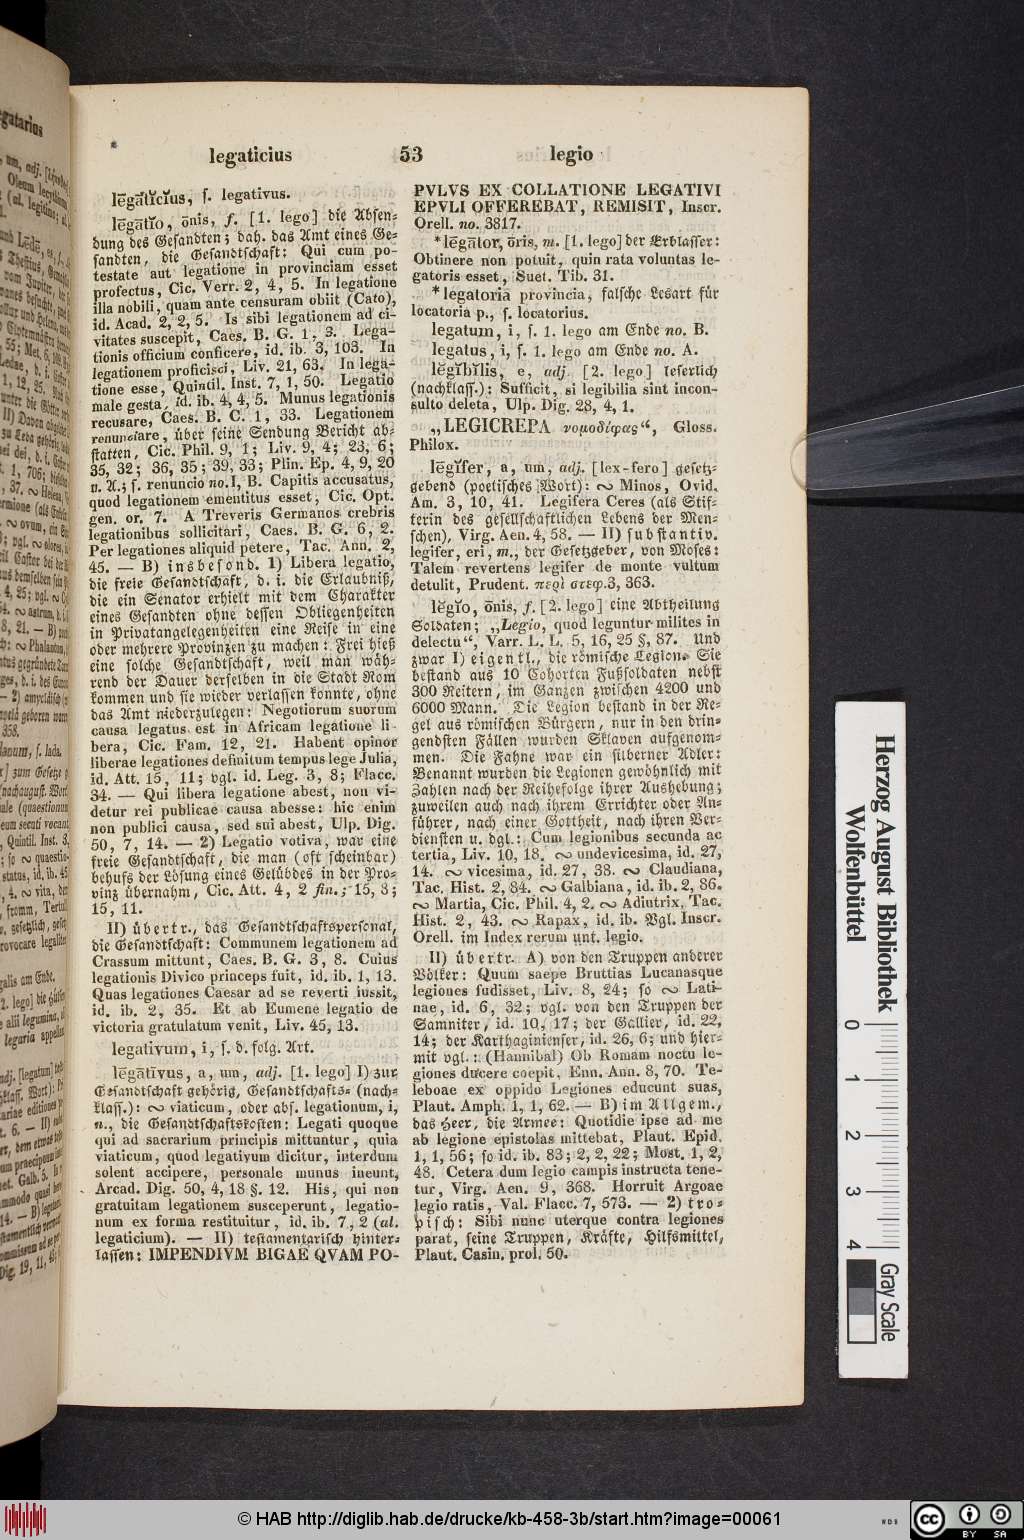 legaticius 53 legio
lēgātĭcĭus, s. legativus.
lēgātĭo, ōnis, f. [1. lego] die Absen-
dung des Gesandten; dah. das Amt eines Ge-
sandten, die Gesandtschaft: Qui cum po-
testate aut legatione in provinciam esset
profectus, Cic. Verr. 2, 4, 5. In legatione
illa nobili, quam ante censuram obiit (Cato),
id. Acad. 2, 2, 5. Is sibi legationem ad ci-
vitates suscepit, Caes. B. G. 1, 3. Lega-
tionis officium conficere, id. ib. 3, 103. In
legationem proficisci, Liv. 21, 63. In lega-
tione esse, Quincil. Inst. 7, 1, 50. Legatio
male gesta, id. ib. 4, 4, 5. Munus legationis
recusare, Caes. B. C. 1, 33. Legationem
renunciare, über seine Sendung Bericht ab-
statten, Cic. Phil. 9, 1; Liv. 9, 4; 23, 6;
35, 32; 36, 35; 39, 33; Plin. Ep. 4, 9, 20
u. A.; s. renuncio no. I, B. Capitis accusatus,
quod legationem ementitus esset, Cic. Opt.
gen. or. 7. A Treveris Germanos crebris
legationibus sollicitari, Caes. B. G. 6, 2.
Per legationes aliquid petere, Tac. Ann. 2,
45. — B) insbesond. 1) Libera legatio,
die freie Gesandtschaft, d. i. die Erlaubniß,
die ein Senator erhielt mit dem Charakter
eines Gesandten ohne dessen Obliegenheiten
in Privatangelegenheiten eine Reise in eine
oder mehrere Provinzen zu machen: Frei hieß
eine solche Gesandtschaft, weil man wäh-
rend der Dauer derselben in die Stadt Rom
kommen und sie wieder verlassen konnte, ohne
das Amt niederzulegen: Negotiorum suorum
causa legatus est in Africam legatione li
bera, Cic. Fam. 12, 21. Habent opinor
liberae legationes definitum tempus lege Julia,
id. Att. 15, 11; vgl. id. Leg. 3, 8; Flacc.
34. — Qui libera legatione abest, non vi-
detur rei publicae causa abesse: hic enim
non publici causa, sed sui abest, Ulp. Dig.
50, 7, 14. — 2) Legatio votiva, war eine
freie Gesandtschaft, die man (oft scheinbar)
behufs der Lösung eines Gelübdes in der Pro-
vinz übernahm, Cic. Att. 4, 2 fin.; 15, 8;
15, 11.
II) übertr., das Gesandtschaftspersonal,
die Gesandtschaft: Communem legationem ad
Crassum mittunt, Caes. B. G. 3, 8. Cuius
legationis Divico princeps fuit, id. ib. 1, 13.
Quas legationes Caesar ad se reverti iussit,
id. ib. 2, 35. Et ab Eumene legatio de
victoria gratulatum venit, Liv. 45, 13.
legativum, i, s. d. folg. Art.
lēgātīvus, a, um, adj. [1. lego] I) zur
Gesandtschaft gehörig, Gesandtschafts- (nach-
klass.): ∾ viaticum, oder abs. legationum, i,
n., die Gesandtschaftskosten: Legati quoque
qui ad sacrarium principis mittuntur, quia
viaticum, quod legativum dicitur, interdum
solent accipere, personale munus ineunt,
Arcad. Dig. 50, 4, 18 §. 12. His, qui non
gratuitam legationem susceperunt, legatio-
num ex forma restituitur, id. ib. 7, 2 (al.
legaticium). — II) testamentarisch hinter-
lassen: IMPENDIVM BIGAE QVAM PO-
PVLVS EX COLLATIONE LEGATIVI
EPVLI OFFEREBAT, REMISIT, Inscr.
Orell. no. 3817.
*lēgātor, ōris, m. [1. lego] der Erblasser:
Obtinere non potuit, quin rata voluntas le-
gatoris esset, Suet. Tib. 31.
*legatoria provincia, falsche Lesart für
locatoria p., s. locatorius.
legatum, i, s. 1. lego am Ende no. B.
legatus, i, s. 1. lego am Ende no. A.
lĕgĭbĭlis, e, adj [2. lego] leserlich
(nachklass.): Sufficit, si legibilia sint incon-
sulto deleta, Ulp. Dig. 28, 4, 1.
„LEGICREPA νομοδίφας“, Gloss.
Philox.
lēgĭfer, a, um, adj. [lex-fero] gesetz-
gebend (poetisches Wort): ∾ Minos, Ovid.
Am. 3, 10, 41. Legifera Ceres (als Stif-
terin des gesellschaftlichen Lebens der Men-
schen), Virg. Aen. 4, 58. — II) substantiv.
legifer, eri, m., der Gesetzgeber, von Moses:
Talem revertens legifer de monte vultum
detulit, Prudent. περὶ στεφ. 3, 363.
lĕgĭo, ōnis, f. [2. lego] eine Abtheilung
Soldaten; „Legio, quod leguntur milites in
delectu“, Varr. L. L. 5, 16, 25 §, 87. Und
zwar I) eigentl., die römische Legion. Sie
bestand aus 10 Cohorten Fußsoldaten nebst
300 Reitern, im Ganzen zwischen 4200 und
6000 Mann. Die Legion bestand in der Re-
gel aus römischen Bürgern, nur in den drin-
gendsten Fällen wurden Sklaven aufgenom-
men. Die Fahne war ein silberner Adler:
Benannt wurden die Legionen gewöhnlich mit
Zahlen nach der Reihefolge ihrer Aushebung;
zuweilen auch nach ihrem Errichter oder An-
führer, nach einer Gottheit, nach ihren Ver-
diensten u. dgl.: Cum legionibus secunda ac
tertia, Liv. 10, 18. ∾ undevicesima, id. 27,
14. ∾ vicesima, id. 27, 38. ∾ Claudiana,
Tac. Hist. 2, 84. ∾ Galbiana, id. ib. 2, 86.
∾ Martia, Cic. Phil. 4, 2. ∾ Adiutrix, Tac.
Hist. 2, 43. ∾ Rapax, id. ib. Vgl. Inscr.
Orell. im Index rerum unt. legio.
II) übertr. A) von den Truppen anderer
Völker: Quum saepe Bruttias Lucanasque
legiones fudisset, Liv. 8, 24; so ∾ Lati-
nae, id. 6, 32; vgl. von den Truppen der
Samniter, id. 10, 17; der Gallier, id. 22,
14; der Karthaginienser, id. 26, 6; und hier-
mit vgl.: (Hannibal) Ob Romam noctu le-
giones ducere coepit, Enn. Ann. 8, 70. Te-
leboae ex oppido Legiones educunt suas,
Plaut. Amph. 1, 1, 62. — B) im Allgem.,
das Heer, die Armee: Quotidie ipse ad me
ab legione epistolas mittebat, Plaut. Epid.
1, 1, 56; so id. ib. 83; 2, 2, 22; Most. 1, 2,
48. Cetera dum legio campis instructa tene-
tur, Virg. Aen. 9, 368. Horruit Argoae
legio ratis, Val. Flacc. 7, 573. — 2) tro-
pisch: Sibi nunc uterque contra legiones
parat, seine Truppen, Kräfte, Hilfsmittel,
Plaut. Casin. prol. 50.
Herzog August Bibliothek
Wolfenbüttel
0 1 2 3 4
Gray Scale
© HAB http://diglib.hab.de/drucke/kb-458-3b/start.htm?image=00061
WDB
CC BY SA